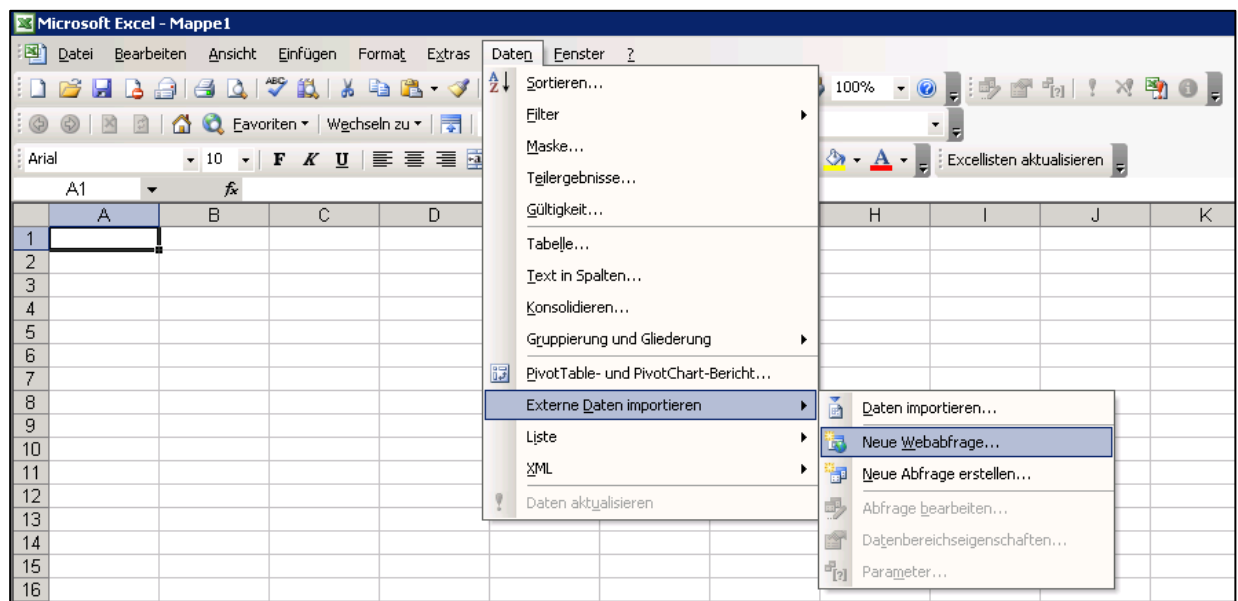 Microsoft Excel - Mappe1
Datei Bearbeiten Ansicht Einfügen Format Extras Daten Fenster ?
100%
Favoriten Wechseln zu
Arial 10 F K U Excellisten aktualisieren
A1 fx
A B C D H I J K
1
2
3
4
5
6
7
8
9
10
11
12
13
14
15
16
Sortieren...
Filter
Maske...
Teilergebnisse...
Gültigkeit...
Tabelle...
Text in Spalten...
Konsolidieren...
Gruppierung und Gliederung
PivotTable- und PivotChart-Bericht...
Externe Daten importieren
Liste
XML
Daten aktualisieren
Daten importieren...
Neue Webabfrage...
Neue Abfrage erstellen...
Abfrage bearbeiten...
Datenbereichseigenschaften...
Parameter...